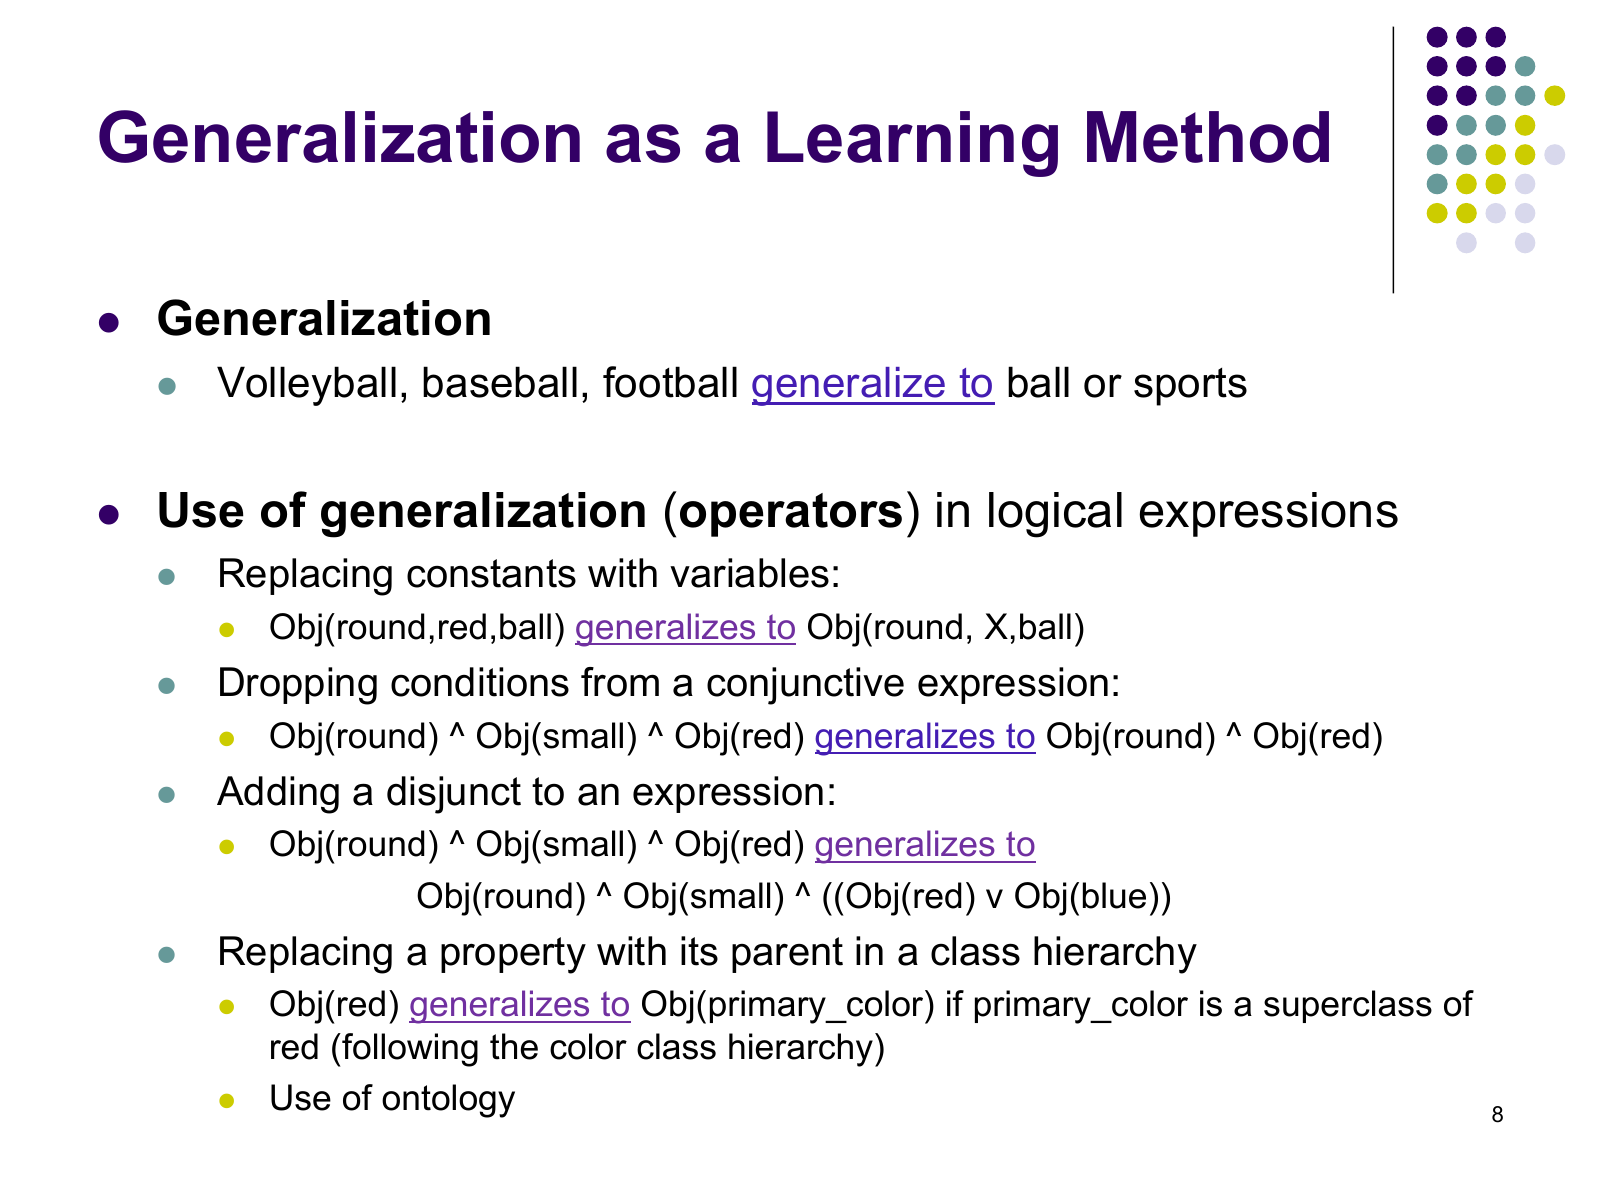 Generalization as a Learning Method
Generalization
Volleyball, baseball, football generalize to ball or sports
Use of generalization (operators) in logical expressions
Replacing constants with variables:
Obj(round,red,ball) generalizes to Obj(round, X,ball)
Dropping conditions from a conjunctive expression:
Obj(round) ^ Obj(small) ^ Obj(red) generalizes to Obj(round) ^ Obj(red)
Adding a disjunct to an expression:
Obj(round) ^ Obj(small) ^ Obj(red) generalizes to
Obj(round) ^ Obj(small) ^ ((Obj(red) v Obj(blue))
Replacing a property with its parent in a class hierarchy
Obj(red) generalizes to Obj(primary_color) if primary_color is a superclass of
red (following the color class hierarchy)
Use of ontology
8